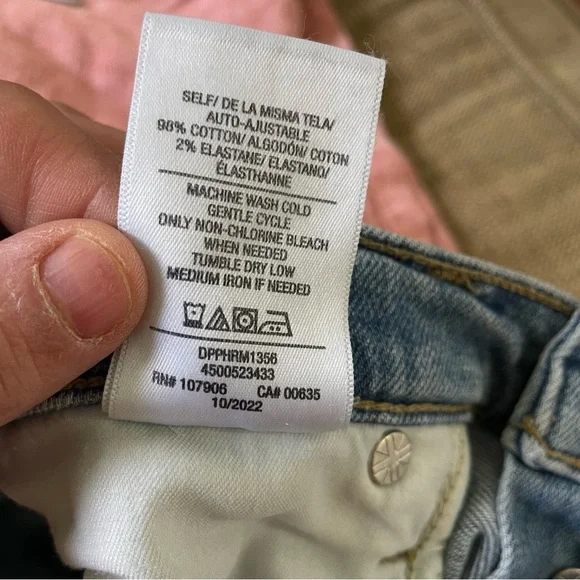 SELF/ DE LA MISMA TELA/
AUTO-AJUSTABLE
98% COTTON/ ALGODÓN/ COTON
2% ELASTANE/ ELASTANO/
ÉLASTHANNE
MACHINE WASH COLD
GENTLE CYCLE
ONLY NON-CHLORINE BLEACH
WHEN NEEDED
TUMBLE DRY LOW
MEDIUM IRON IF NEEDED
DPPHRM1356
4500523433
RN# 107906 CA# 00635
10/2022